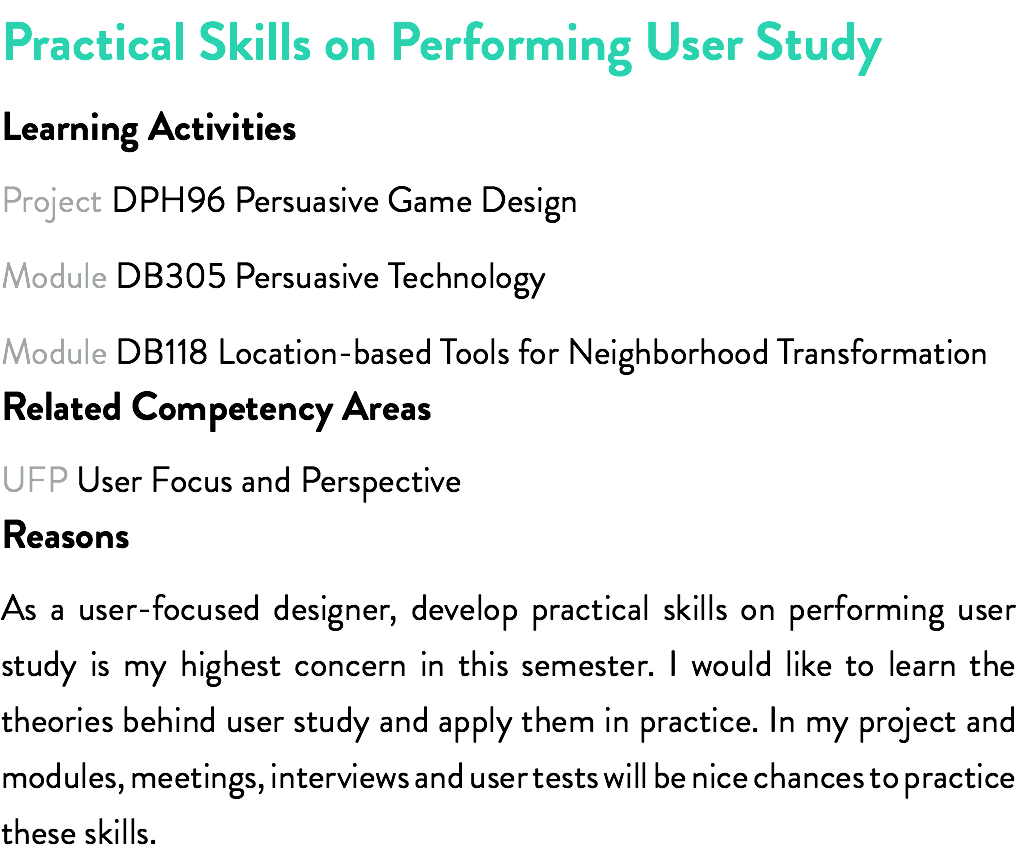 Practical Skills on Performing User Study
Learning Activities
Project DPH96 Persuasive Game Design
Module DB305 Persuasive Technology
Module DB118 Location-based Tools for Neighborhood Transformation
Related Competency Areas
UFP User Focus and Perspective
Reasons
As a user-focused designer, develop practical skills on performing user
study is my highest concern in this semester. I would like to learn the
theories behind user study and apply them in practice. In my project and
modules, meetings, interviews and user tests will be nice chances to practice
these skills.